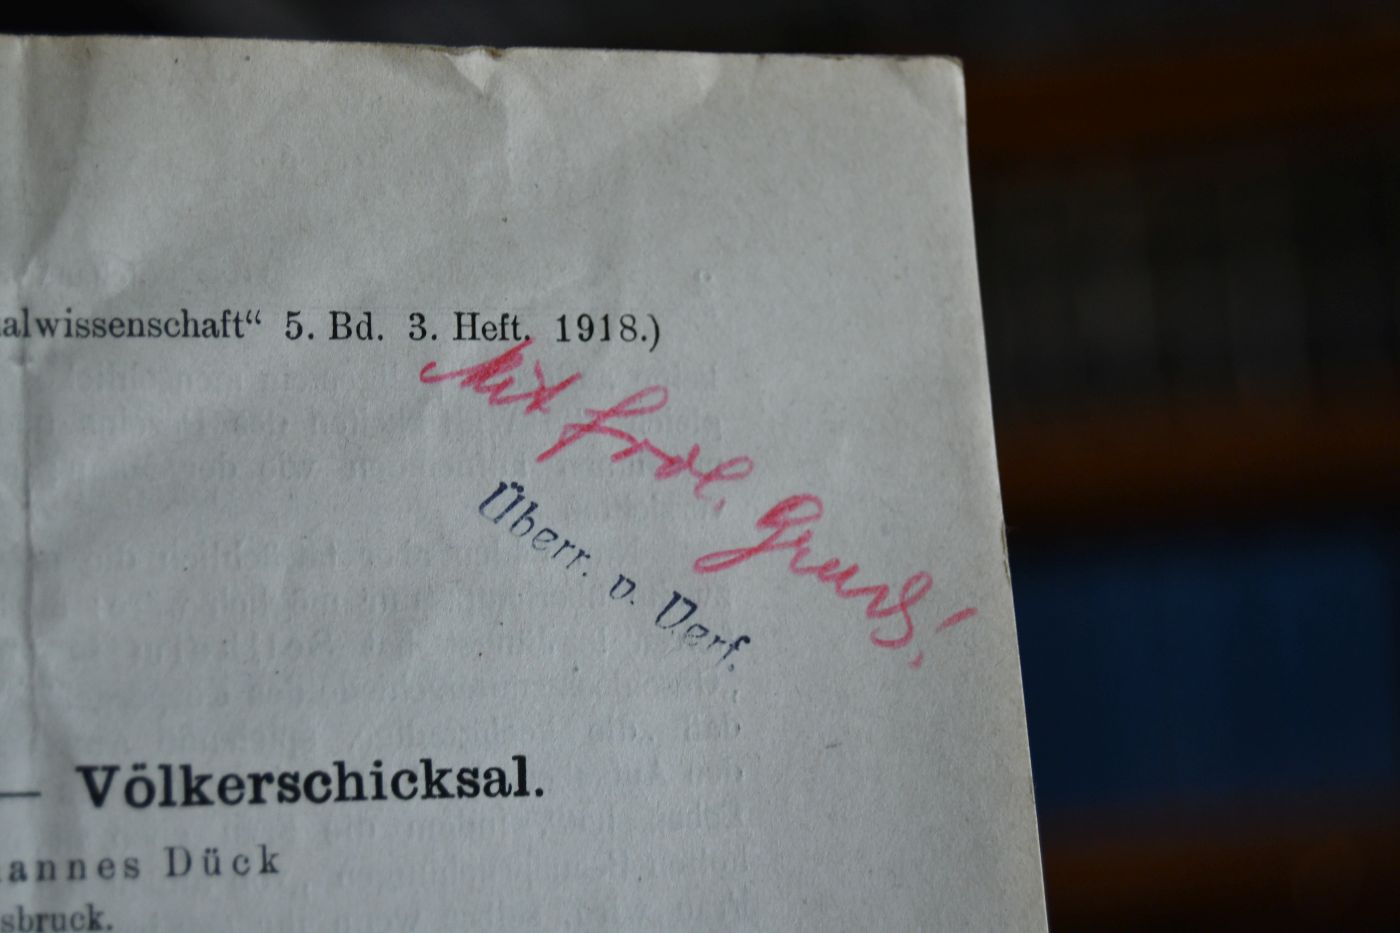 alwissenschaft“ 5. Bd. 3. Heft. 1918.)
Mit frdl. Gruß!
Überr. v. Verf.
— Völkerschicksal.
annes Dück
sbruck.